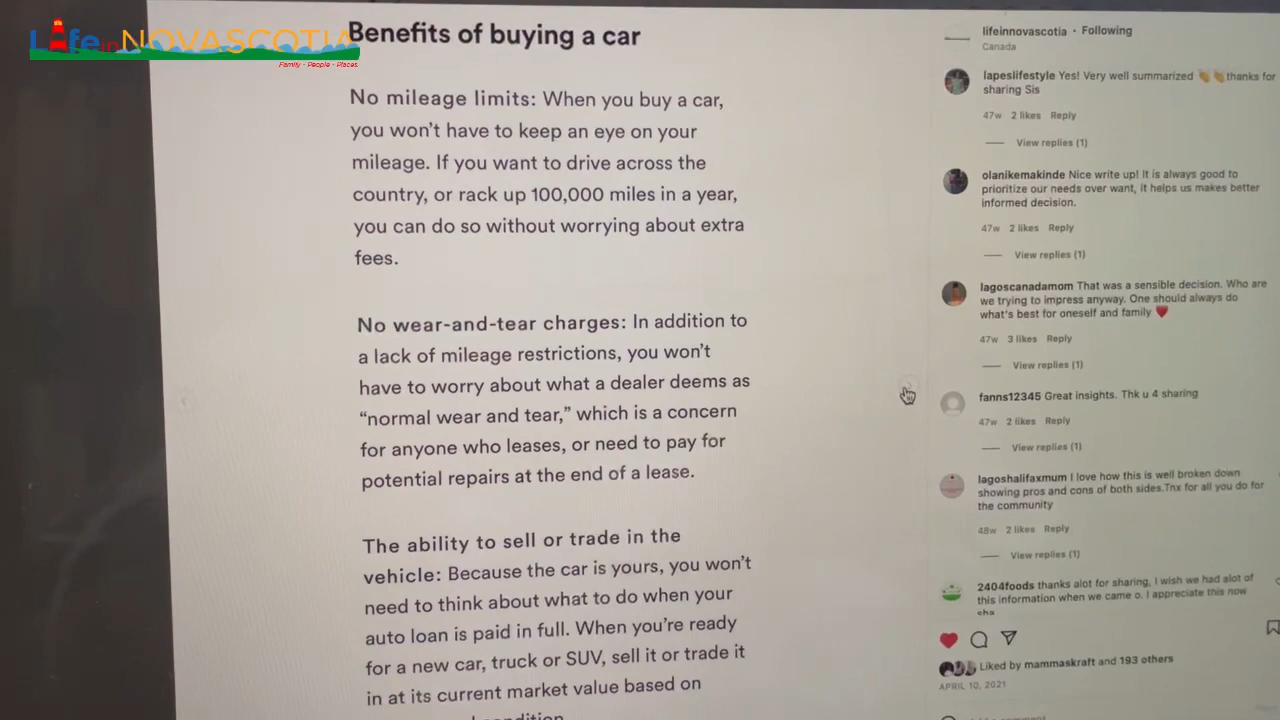 Life in NOVASCOTIA
Family - People - Places
Benefits of buying a car
No mileage limits: When you buy a car,
you won't have to keep an eye on your
mileage. If you want to drive across the
country, or rack up 100,000 miles in a year,
you can do so without worrying about extra
fees.
No wear-and-tear charges: In addition to
a lack of mileage restrictions, you won't
have to worry about what a dealer deems as
“normal wear and tear,” which is a concern
for anyone who leases, or need to pay for
potential repairs at the end of a lease.
The ability to sell or trade in the
vehicle: Because the car is yours, you won't
need to think about what to do when your
auto loan is paid in full. When you're ready
for a new car, truck or SUV, sell it or trade it
in at its current market value based on
lifeinnovascotia · Following
Canada
lapeslifestyle Yes! Very well summarized 👏👏thanks for
sharing Sis
47w 2 likes Reply
View replies (1)
olanikemakinde Nice write up! It is always good to
prioritize our needs over want, it helps us makes better
informed decision.
47w 2 likes Reply
View replies (1)
lagoscanadamom That was a sensible decision. Who are
we trying to impress anyway. One should always do
what's best for oneself and family ❤️
47w 3 likes Reply
View replies (1)
fanns12345 Great insights. Thk u 4 sharing
47w 2 likes Reply
View replies (1)
lagoshalifaxmum I love how this is well broken down
showing pros and cons of both sides.Tnx for all you do for
the community
48w 2 likes Reply
View replies (1)
2404foods thanks alot for sharing, I wish we had alot of
this information when we came o. I appreciate this now
Liked by mammaskraft and 193 others
APRIL 10, 2021